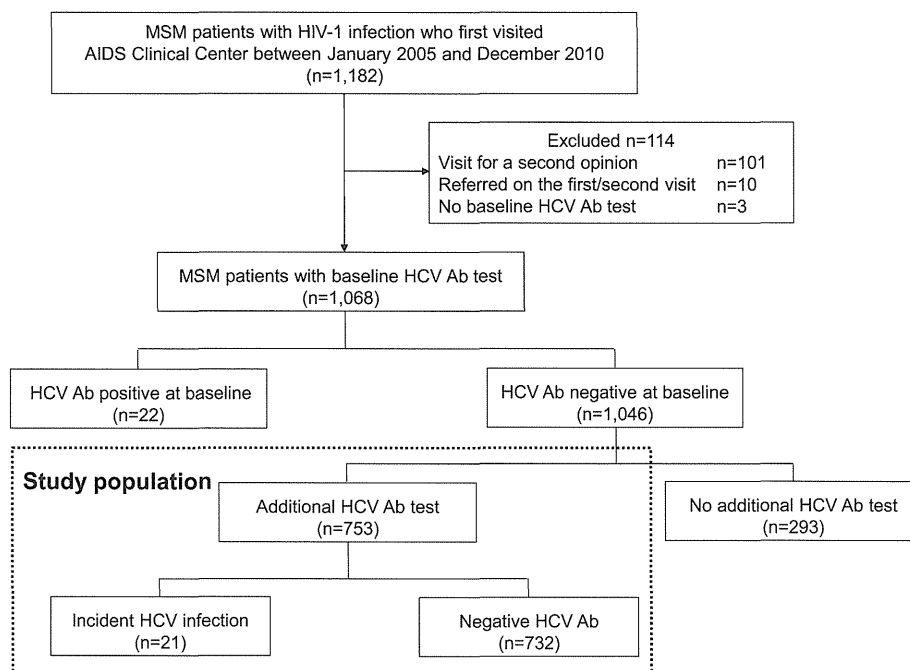 MSM patients with HIV-1 infection who first visited
AIDS Clinical Center between January 2005 and December 2010
(n=1,182)
Excluded n=114
Visit for a second opinion n=101
Referred on the first/second visit n=10
No baseline HCV Ab test n=3
MSM patients with baseline HCV Ab test
(n=1,068)
HCV Ab positive at baseline
(n=22)
HCV Ab negative at baseline
(n=1,046)
Study population
Additional HCV Ab test
(n=753)
No additional HCV Ab test
(n=293)
Incident HCV infection
(n=21)
Negative HCV Ab
(n=732)